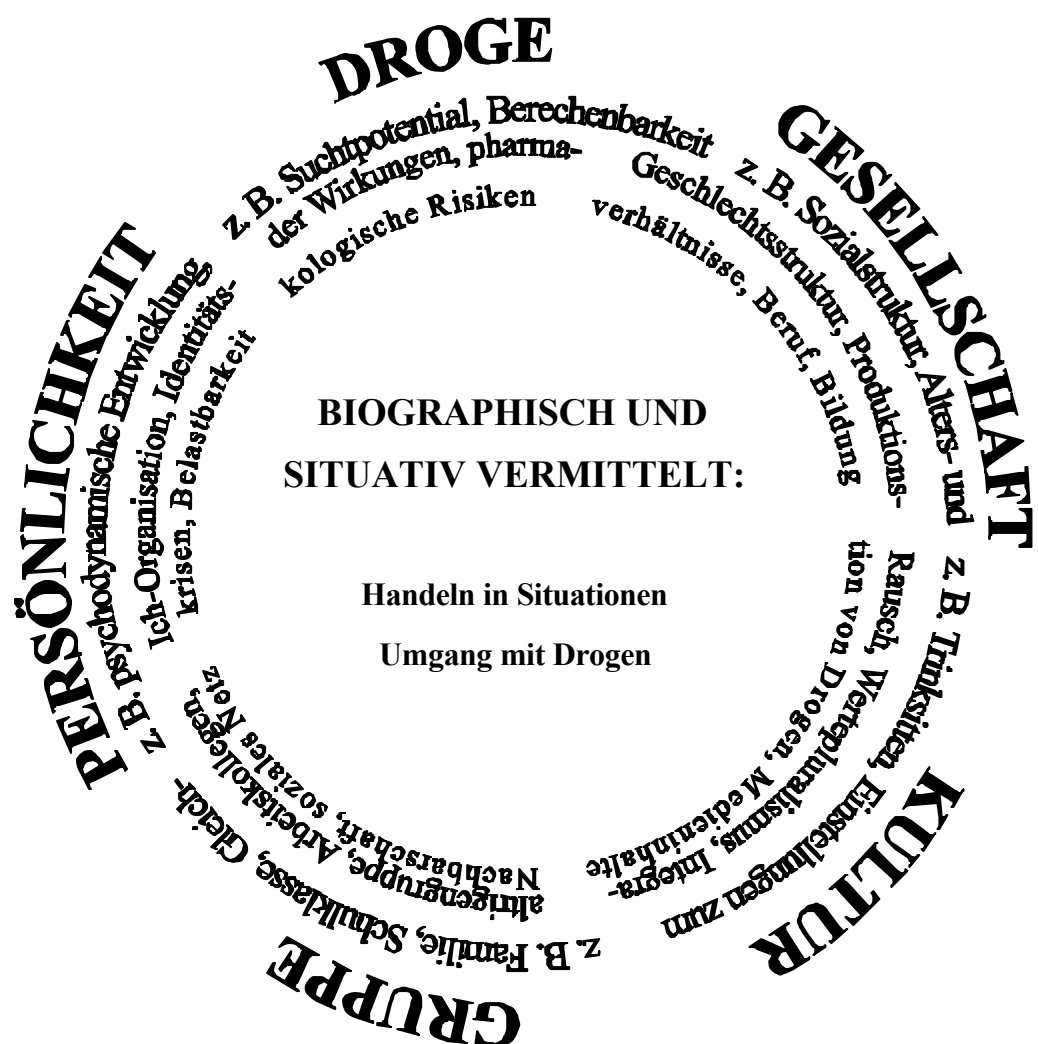 DROGE
z. B. Suchtpotential, Berechenbarkeit
der Wirkungen, pharma-
kologische Risiken
GESELLSCHAFT
z. B. Sozialstruktur, Alters- und
Geschlechtsstruktur, Produktions-
verhältnisse, Beruf, Bildung
KULTUR
z. B. Trinksitten, Einstellungen zum
Rausch, Wertepluralismus, Integra-
tion von Drogen, Medieninhalte
GRUPPE
z. B. Familie, Schulklasse, Gleich-
altrigengruppe, Arbeitskollegen,
Nachbarschaft, soziales Netz
PERSÖNLICHKEIT
z. B. psychodynamische Entwicklung,
Ich-Organisation, Identitäts-
krisen, Belastbarkeit
BIOGRAPHISCH UND
SITUATIV VERMITTELT:
Handeln in Situationen
Umgang mit Drogen